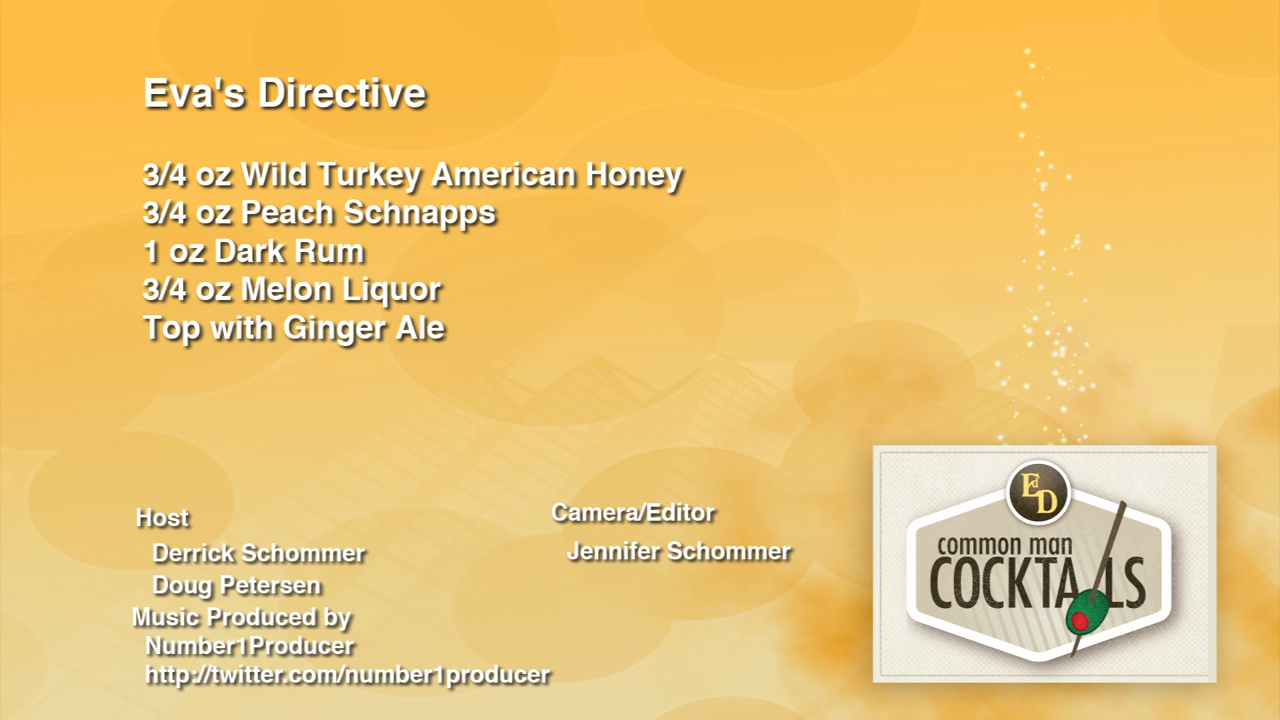 Eva's Directive
3/4 oz Wild Turkey American Honey
3/4 oz Peach Schnapps
1 oz Dark Rum
3/4 oz Melon Liquor
Top with Ginger Ale
Host
Derrick Schommer
Doug Petersen
Music Produced by
Number1Producer
http://twitter.com/number1producer
Camera/Editor
Jennifer Schommer
EdD
common man
COCKTAILS